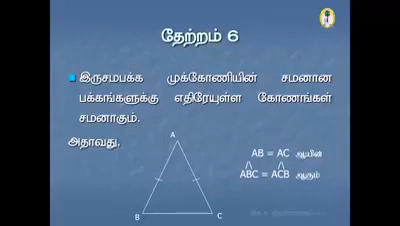 தேற்றம் 6
இருசமபக்க முக்கோணியின் சமனான
பக்கங்களுக்கு எதிரேயுள்ள கோணங்கள்
சமனாகும்.
அதாவது,
A
AB = AC ஆயின்
ABC = ACB ஆகும்
B
C